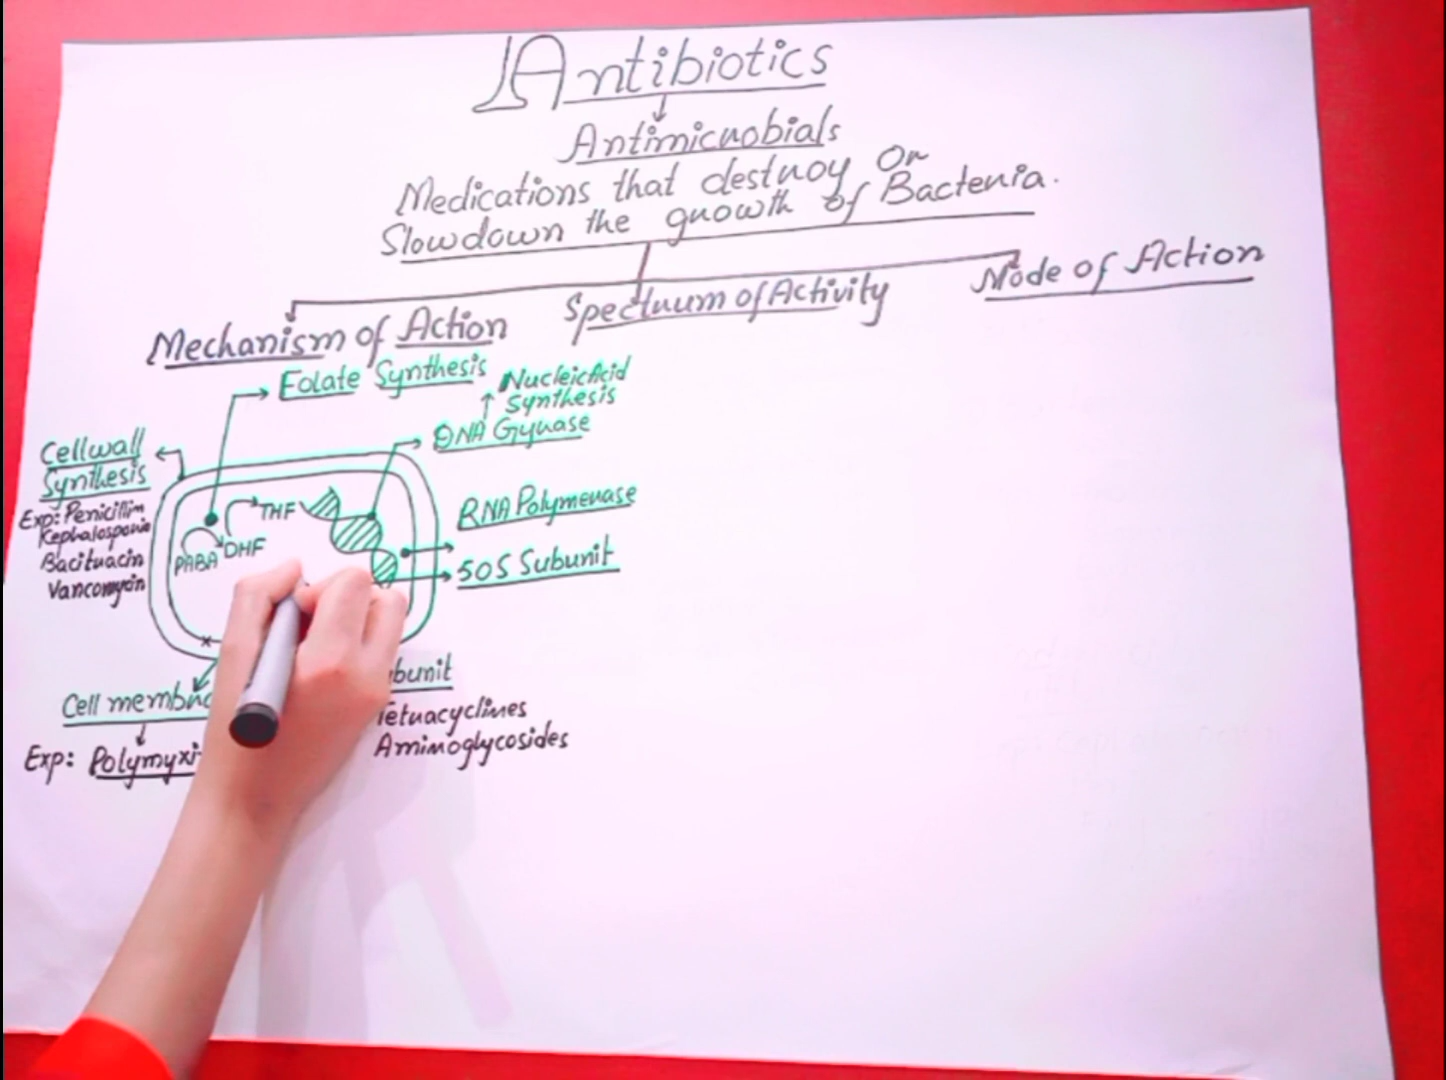 Antibiotics
Antimicrobials
Medications that destroy Or
Slowdown the growth of Bacteria.
Mechanism of Action
Spectrum of Activity
Mode of Action
Folate Synthesis
Nucleic Acid
Synthesis
DNA Gyrase
Cellwall
Synthesis
Exp: Penicillin
Kephalosporin
Bacitracin
Vancomycin
THF
DHF
PABA
RNA Polymerase
50S Subunit
Cell membra
Exp: Polymyxi
bunit
Tetracyclines
Aminoglycosides